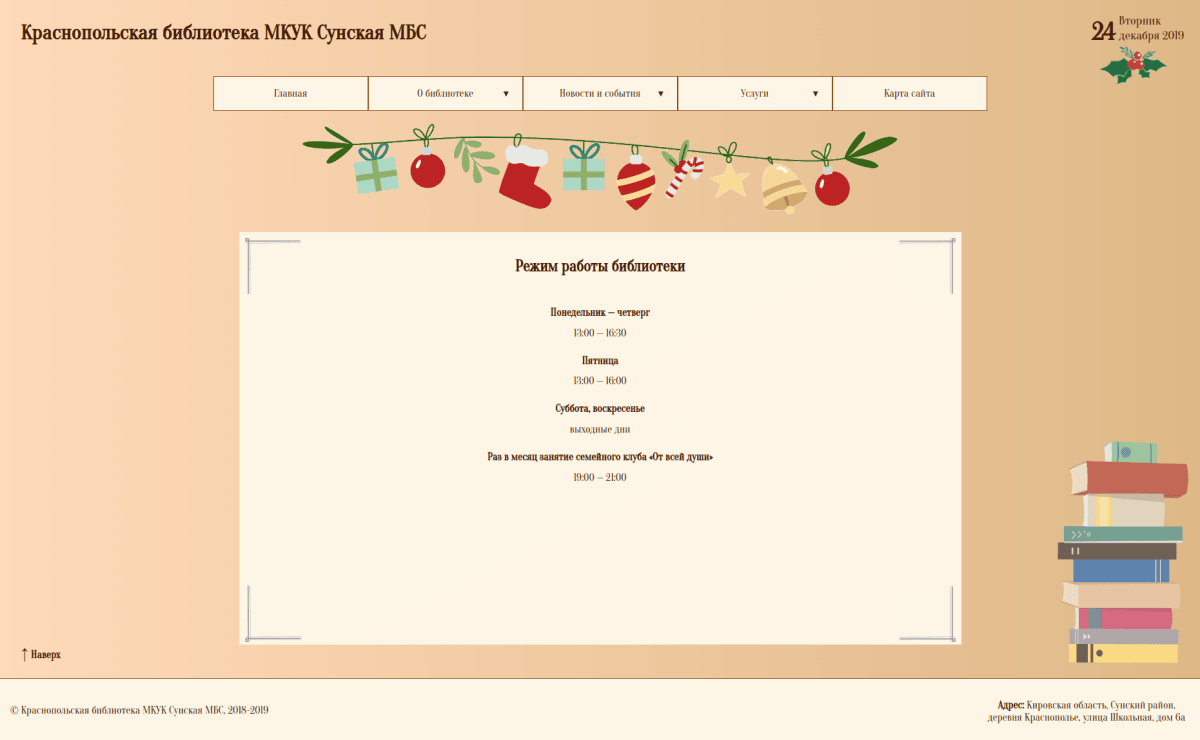 Краснопольская библиотека МКУК Сунская МБС
24 Вторник
декабря 2019
Главная
О библиотеке ▼
Новости и события ▼
Услуги ▼
Карта сайта
Режим работы библиотеки
Понедельник — четверг
13:00 — 16:30
Пятница
13:00 — 16:00
Суббота, воскресенье
выходные дни
Раз в месяц занятие семейного клуба «От всей души»
19:00 — 21:00
↑ Наверх
© Краснопольская библиотека МКУК Сунская МБС, 2018-2019
Адрес: Кировская область, Сунский район,
деревня Краснополье, улица Школьная, дом 6а